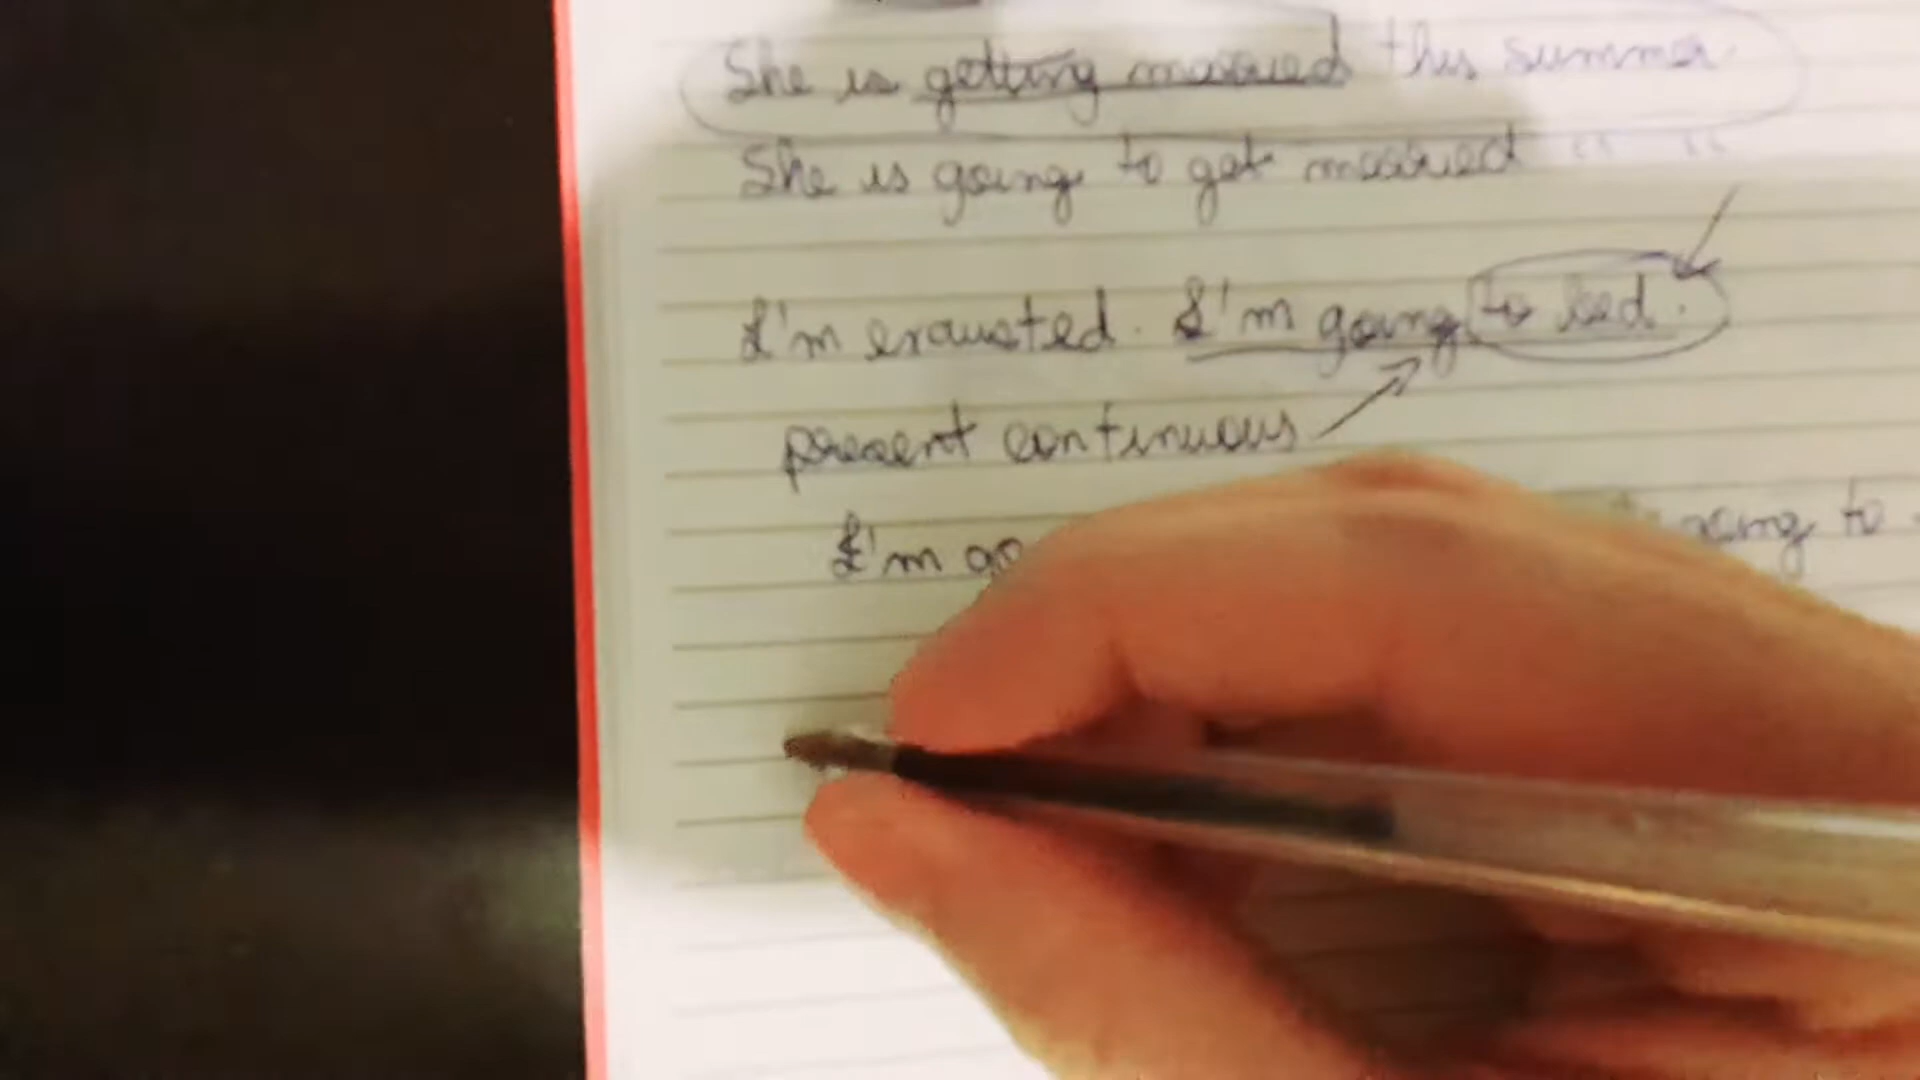 She is getting married this summer.
She is going to get married " "
I'm exausted. I'm going to bed.
present continuous
I'm go going to